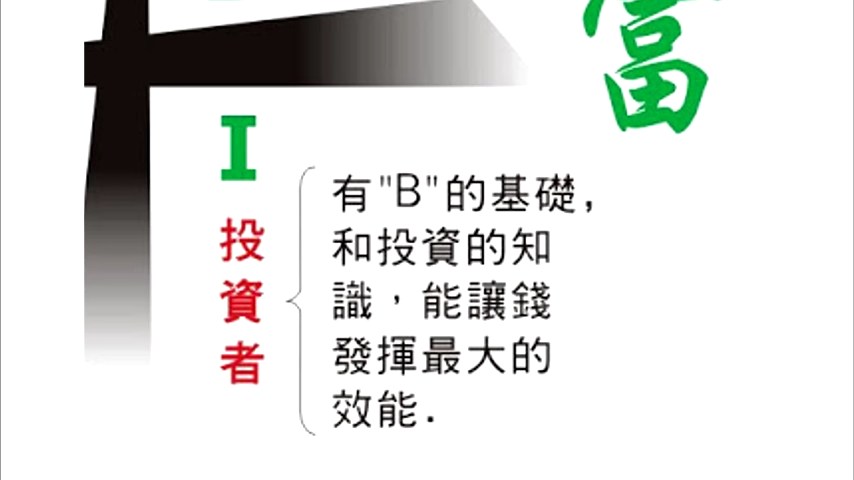 富
I
投資者
有"B"的基礎,
和投資的知
識，能讓錢
發揮最大的
效能.